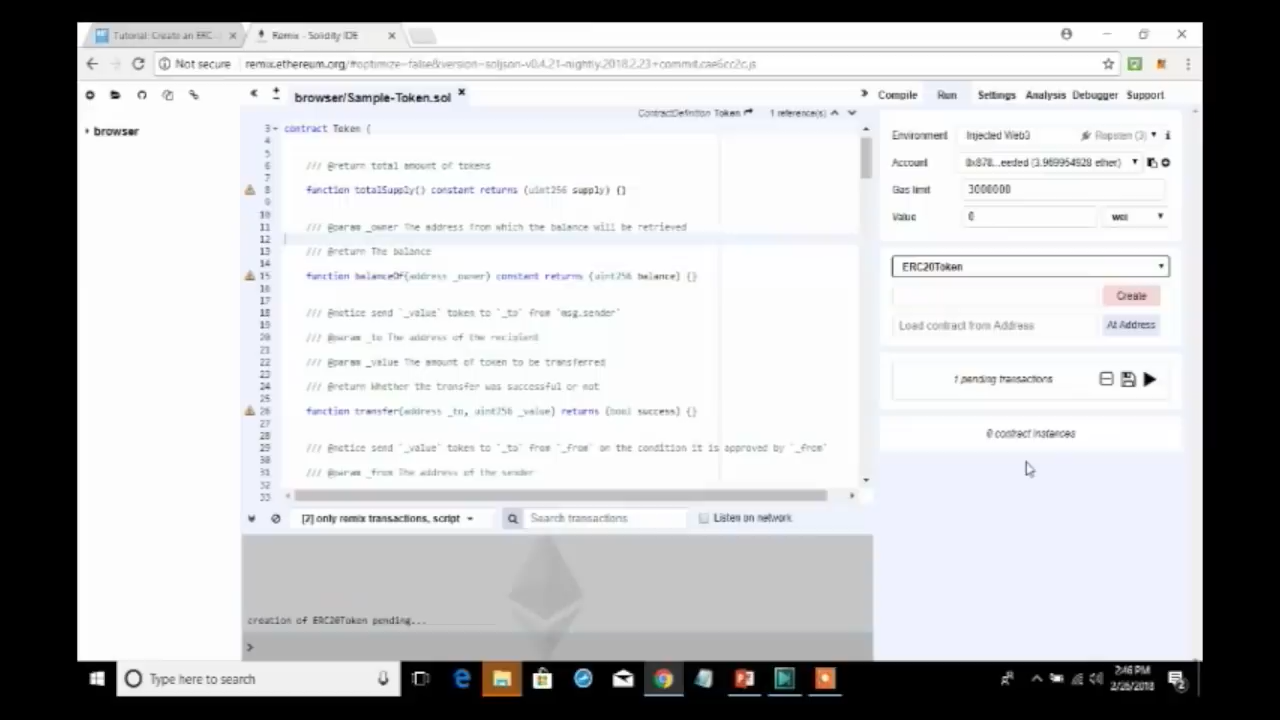 Tutorial: Create an ERC...
Remix - Solidity IDE
Not secure
remix.ethereum.org/#optimize=false&version=soljson-v0.4.21-nightly.2018.2.23+commit.cae6cc2c.js
browser/Sample-Token.sol
Compile Run Settings Analysis Debugger Support
browser
ContractDefinition Token 1 reference(s)
3 contract Token {
4
5
6 /// @return total amount of tokens
7
8 function totalSupply() constant returns (uint256 supply) {}
9
10
11 /// @param _owner The address from which the balance will be retrieved
12
13 /// @return The balance
14
15 function balanceOf(address _owner) constant returns (uint256 balance) {}
16
17
18 /// @notice send `_value` token to `_to` from `msg.sender`
19
20 /// @param _to The address of the recipient
21
22 /// @param _value The amount of token to be transferred
23
24 /// @return Whether the transfer was successful or not
25
26 function transfer(address _to, uint256 _value) returns (bool success) {}
27
28
29 /// @notice send `_value` token to `_to` from `_from` on the condition it is approved by `_from`
30
31 /// @param _from The address of the sender
32
33
Environment Injected Web3 Ropsten (3)
Account 0x878...eeded (3.969954928 ether)
Gas limit 3000000
Value 0 wei
ERC20Token
Create
Load contract from Address At Address
1 pending transactions
0 contract instances
[2] only remix transactions, script
Search transactions
Listen on network
creation of ERC20Token pending...
>
Type here to search
2:46 PM
2/26/2018
2